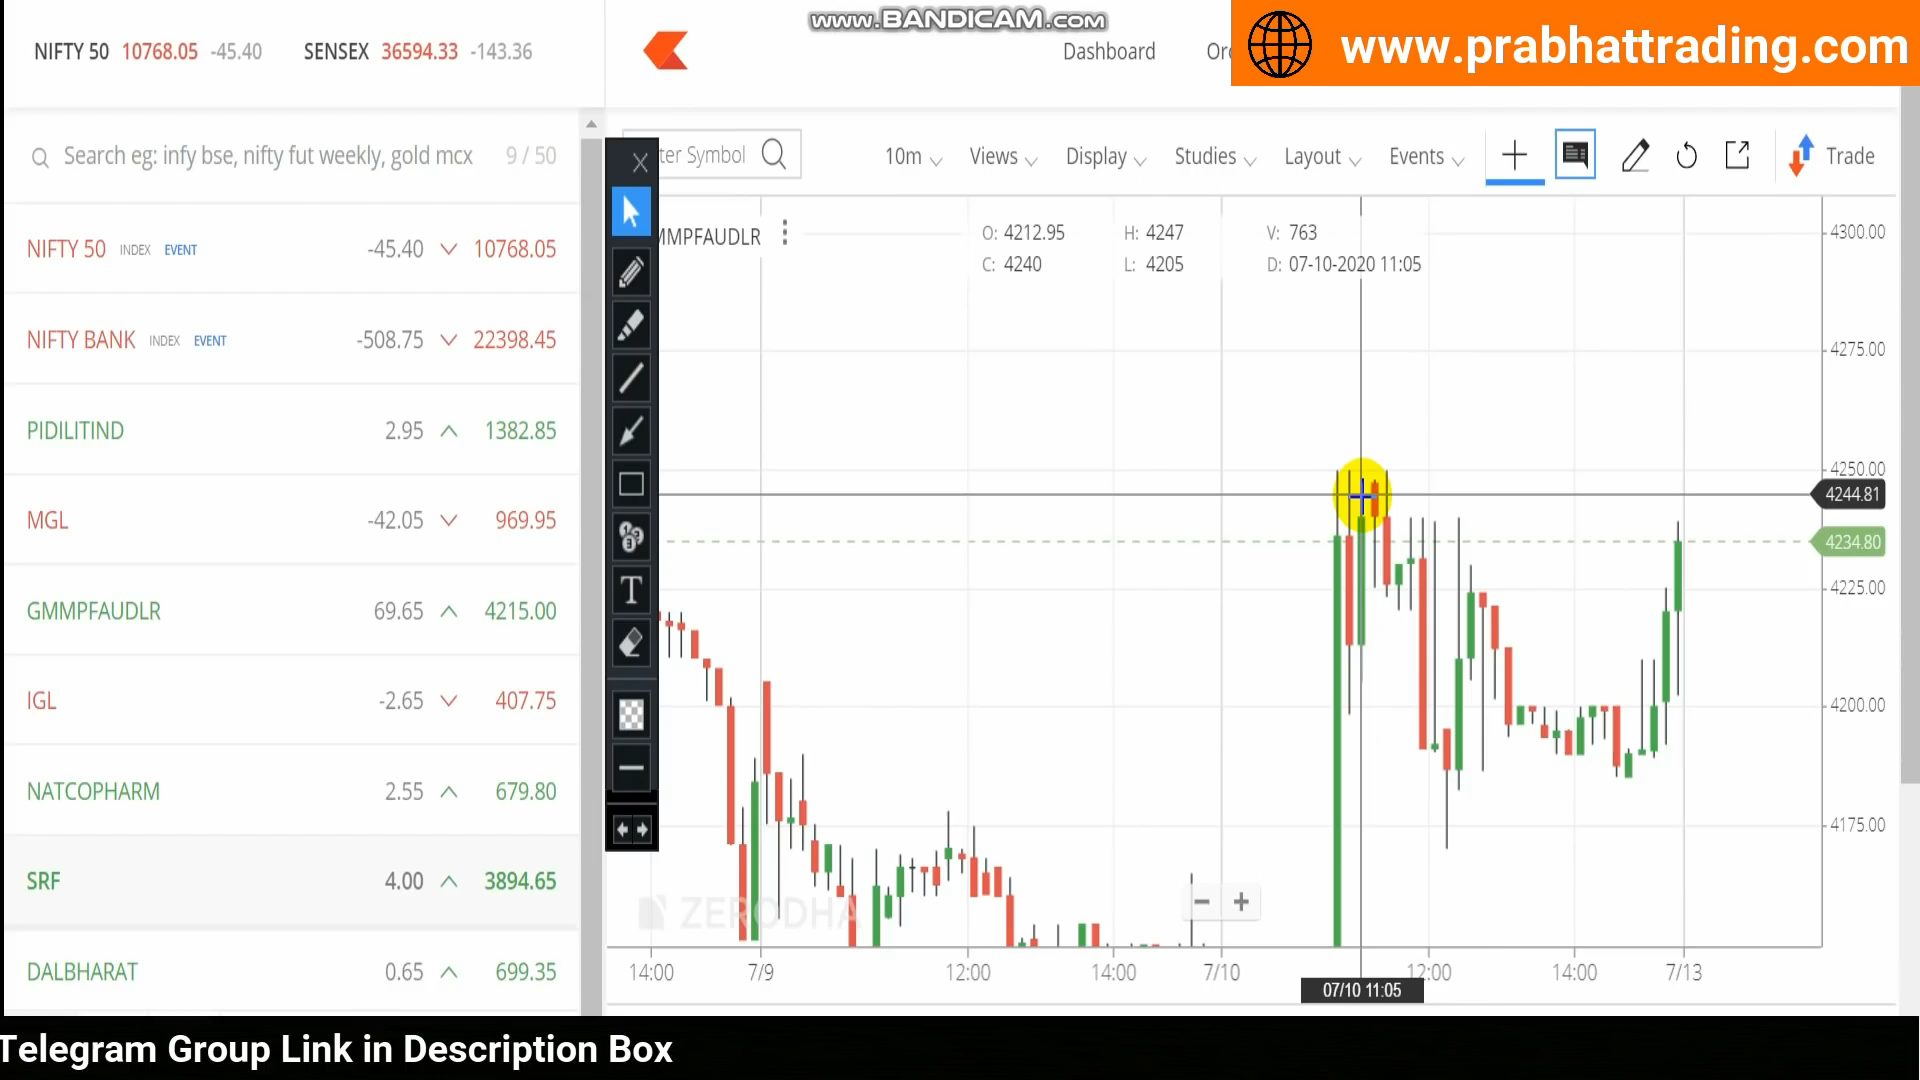 www.BANDICAM.com
www.prabhattrading.com
NIFTY 50 10768.05 -45.40 SENSEX 36594.33 -143.36
Dashboard
Search eg: infy bse, nifty fut weekly, gold mcx 9 / 50
10m Views Display Studies Layout Events Trade
NIFTY 50 INDEX EVENT -45.40 10768.05
NIFTY BANK INDEX EVENT -508.75 22398.45
PIDILITIND 2.95 1382.85
MGL -42.05 969.95
GMMPFAUDLR 69.65 4215.00
IGL -2.65 407.75
NATCOPHARM 2.55 679.80
SRF 4.00 3894.65
DALBHARAT 0.65 699.35
Symbol
MMPFAUDLR
O: 4212.95 H: 4247 V: 763
C: 4240 L: 4205 D: 07-10-2020 11:05
T
4300.00
4275.00
4250.00
4244.81
4234.80
4225.00
4200.00
4175.00
ZERODHA
14:00 7/9 12:00 14:00 7/10 12:00 14:00 7/13
07/10 11:05
Telegram Group Link in Description Box